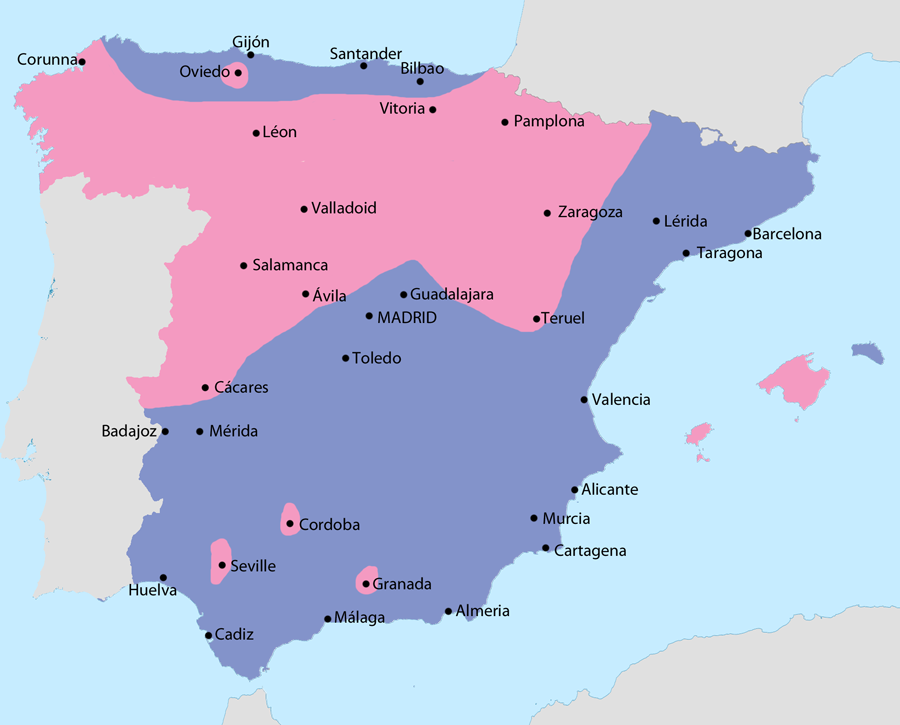 Gijón
Corunna
Santander
Oviedo
Bilbao
Vitoria
Pamplona
Léon
Valladoid
Zaragoza
Lérida
Barcelona
Taragona
Salamanca
Ávila
Guadalajara
MADRID
Teruel
Toledo
Cácares
Valencia
Badajoz
Mérida
Alicante
Cordoba
Murcia
Cartagena
Seville
Granada
Huelva
Málaga
Almeria
Cadiz